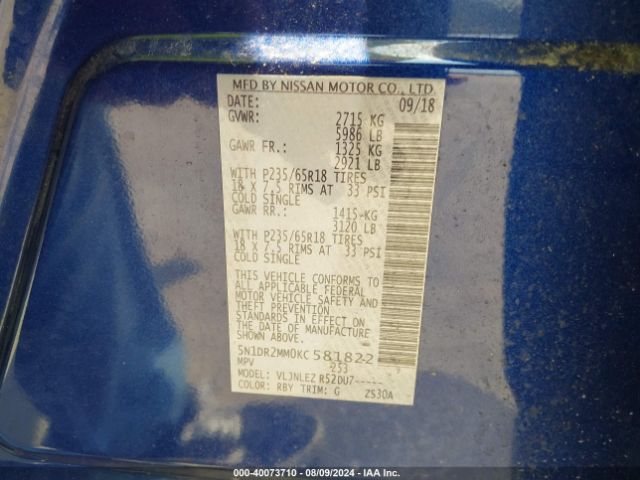 MFD BY NISSAN MOTOR CO., LTD
DATE: 09/18
GVWR: 2715 KG
5986 LB
GAWR FR.: 1325 KG
2921 LB
WITH P235/65R18 TIRES
18 X 7.5 RIMS AT 33 PSI
COLD SINGLE
GAWR RR.: 1415 KG
3120 LB
WITH P235/65R18 TIRES
18 X 7.5 RIMS AT 33 PSI
COLD SINGLE
THIS VEHICLE CONFORMS TO
ALL APPLICABLE FEDERAL
MOTOR VEHICLE SAFETY AND
THEFT PREVENTION
STANDARDS IN EFFECT ON
THE DATE OF MANUFACTURE
SHOWN ABOVE.
5N1DR2MM0KC581822
MPV 253
MODEL: VLJNLEZ R52DU7-----
COLOR: RBY TRIM: G ZS30A
000-40073710 - 08/09/2024 - IAA Inc.